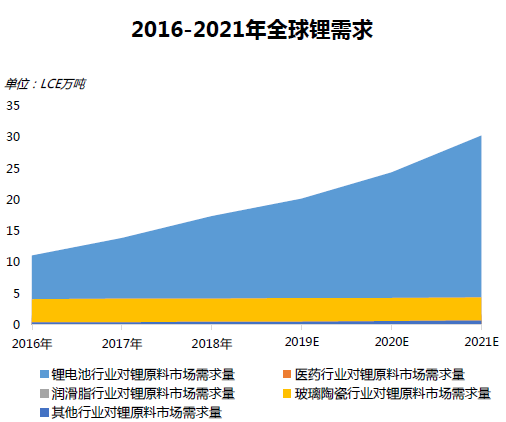 2016-2021年全球锂需求
单位：LCE万吨
35
30
25
20
15
10
5
0
2016年 2017年 2018年 2019E 2020E 2021E
锂电池行业对锂原料市场需求量 医药行业对锂原料市场需求量
润滑脂行业对锂原料市场需求量 玻璃陶瓷行业对锂原料市场需求量
其他行业对锂原料市场需求量